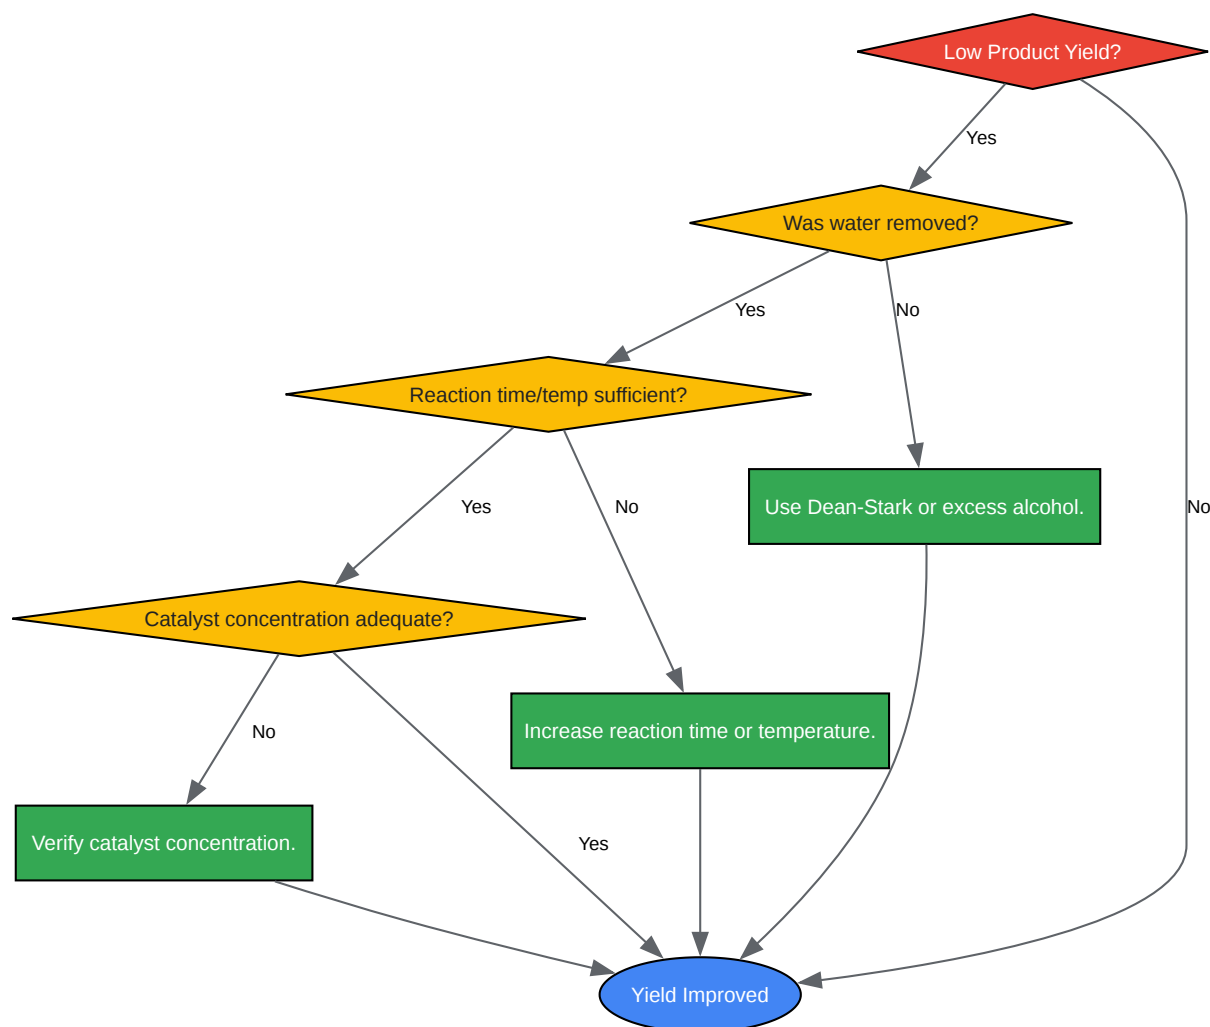 Low Product Yield?
Yes
Was water removed?
Yes
No
Reaction time/temp sufficient?
Yes
No
Use Dean-Stark or excess alcohol.
No
Catalyst concentration adequate?
No
Increase reaction time or temperature.
Verify catalyst concentration.
Yes
Yield Improved